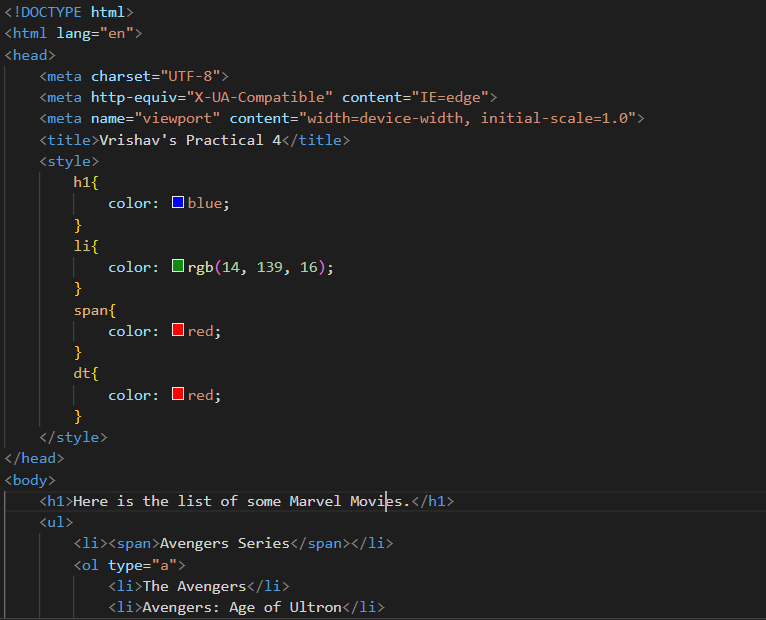 <!DOCTYPE html>
<html lang="en">
<head>
    <meta charset="UTF-8">
    <meta http-equiv="X-UA-Compatible" content="IE=edge">
    <meta name="viewport" content="width=device-width, initial-scale=1.0">
    <title>Vrishav's Practical 4</title>
    <style>
        h1{
            color: blue;
        }
        li{
            color: rgb(14, 139, 16);
        }
        span{
            color: red;
        }
        dt{
            color: red;
        }
    </style>
</head>
<body>
    <h1>Here is the list of some Marvel Movies.</h1>
    <ul>
        <li><span>Avengers Series</span></li>
        <ol type="a">
            <li>The Avengers</li>
            <li>Avengers: Age of Ultron</li>